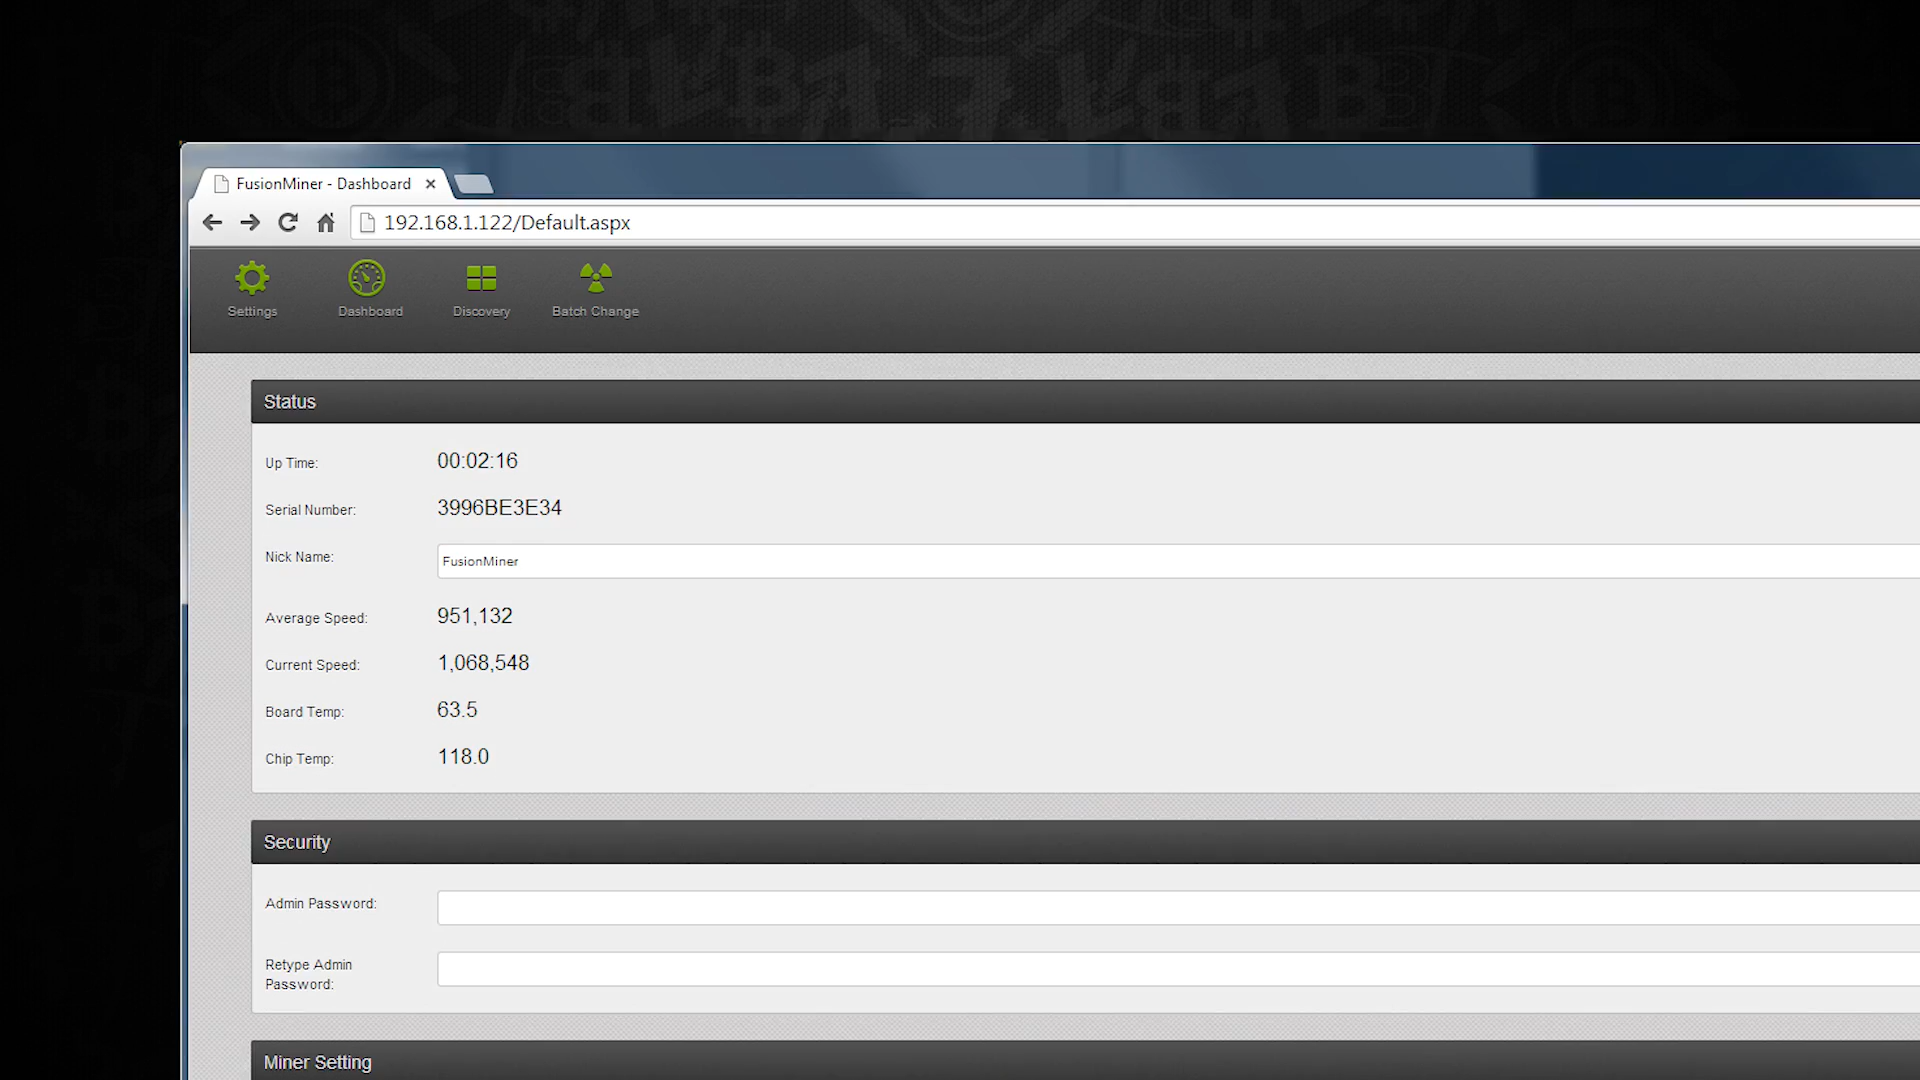 FusionMiner - Dashboard
192.168.1.122/Default.aspx
Settings
Dashboard
Discovery
Batch Change
Status
Up Time: 00:02:16
Serial Number: 3996BE3E34
Nick Name: FusionMiner
Average Speed: 951,132
Current Speed: 1,068,548
Board Temp: 63.5
Chip Temp: 118.0
Security
Admin Password:
Retype Admin
Password:
Miner Setting